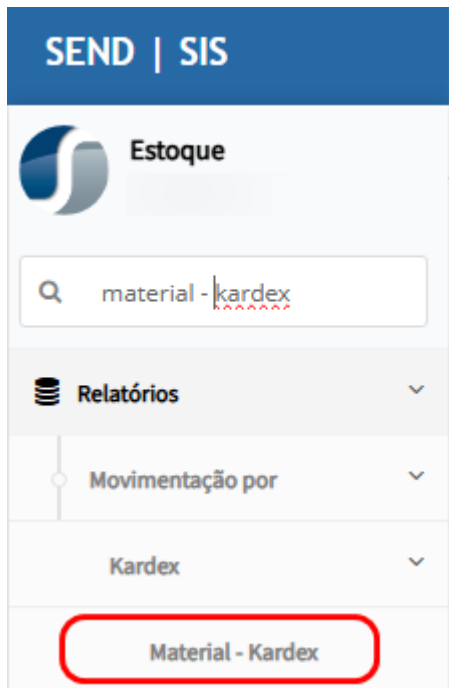 SEND | SIS
Estoque
material - kardex
Relatórios
Movimentação por
Kardex
Material - Kardex